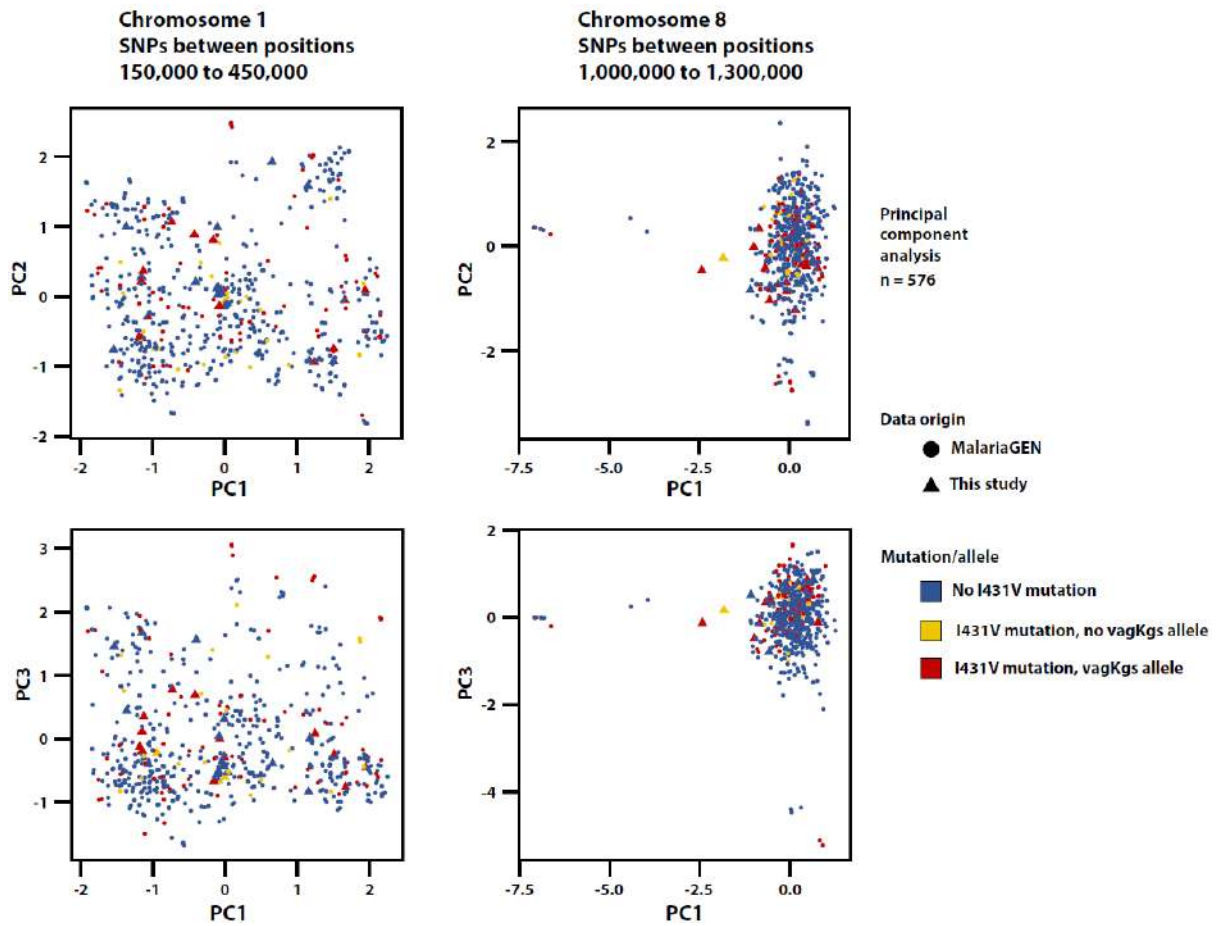 Chromosome 1
SNPs between positions
150,000 to 450,000
Chromosome 8
SNPs between positions
1,000,000 to 1,300,000
PC2
2
1
0
-1
-2
-2
-1
0
1
2
PC1
PC2
2
0
-2
-7.5
-5.0
-2.5
0.0
PC1
PC3
3
2
1
0
-1
-2
-1
0
1
2
PC1
PC3
2
0
-2
-4
-7.5
-5.0
-2.5
0.0
PC1
Principal
component
analysis
n = 576
Data origin
MalariaGEN
This study
Mutation/allele
No I431V mutation
I431V mutation, no vagKgs allele
I431V mutation, vagKgs allele